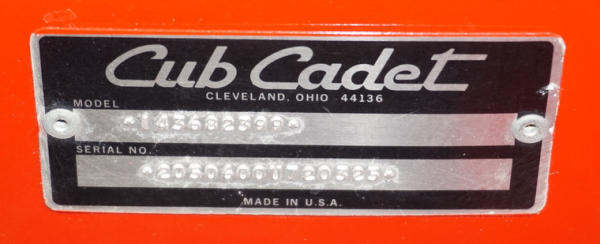 Cub Cadet
CLEVELAND, OHIO 44136
MODEL
SERIAL NO.
MADE IN U.S.A.